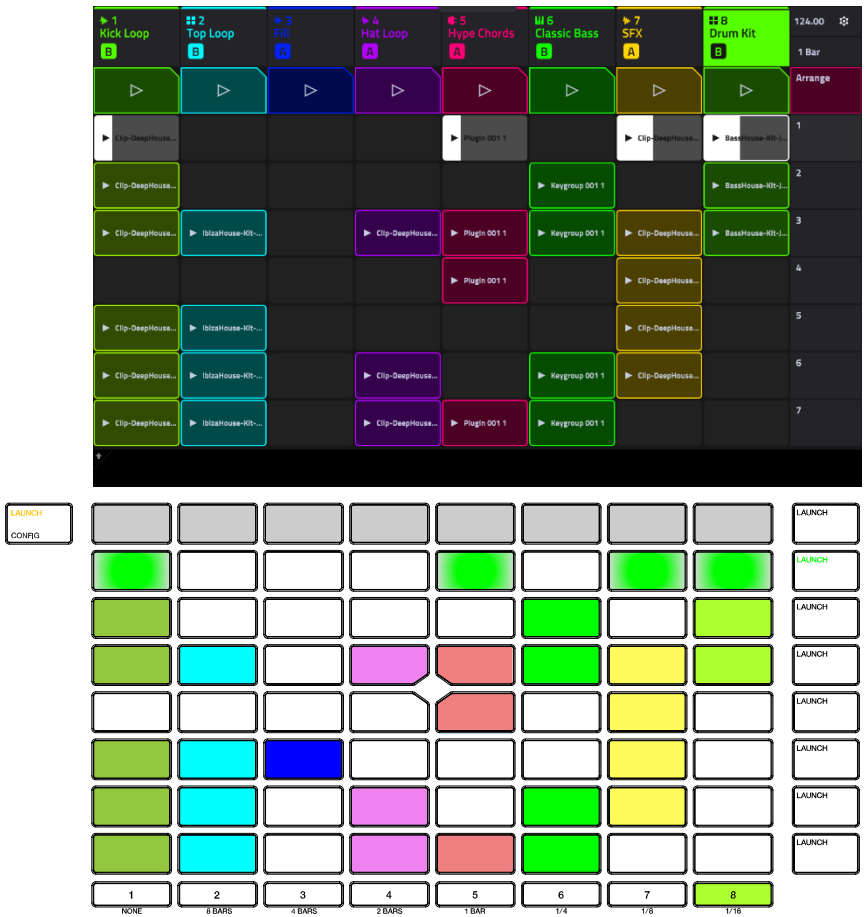 1 2 3 4 5 6 7 8 124.00
Kick Loop Top Loop Fill Hat Loop Hype Chords Classic Bass SFX Drum Kit
B B A A A B A B 1 Bar
Arrange
Clip-DeepHouse... Plugin 001 1 Clip-DeepHouse... BassHouse-Kit-J... 1
Clip-DeepHouse... Keygroup 001 1 BassHouse-Kit-J... 2
Clip-DeepHouse... IbizaHouse-Kit-... Clip-DeepHouse... Plugin 001 1 Keygroup 001 1 Clip-DeepHouse... BassHouse-Kit-J... 3
Plugin 001 1 Clip-DeepHouse... 4
Clip-DeepHouse... IbizaHouse-Kit-... Clip-DeepHouse... 5
Clip-DeepHouse... IbizaHouse-Kit-... Clip-DeepHouse... Keygroup 001 1 Clip-DeepHouse... 6
Clip-DeepHouse... IbizaHouse-Kit-... Clip-DeepHouse... Plugin 001 1 Keygroup 001 1 7
LAUNCH LAUNCH
CONFIG
LAUNCH
LAUNCH
LAUNCH
LAUNCH
LAUNCH
LAUNCH
LAUNCH
1 2 3 4 5 6 7 8
NONE 8 BARS 4 BARS 2 BARS 1 BAR 1/4 1/8 1/16